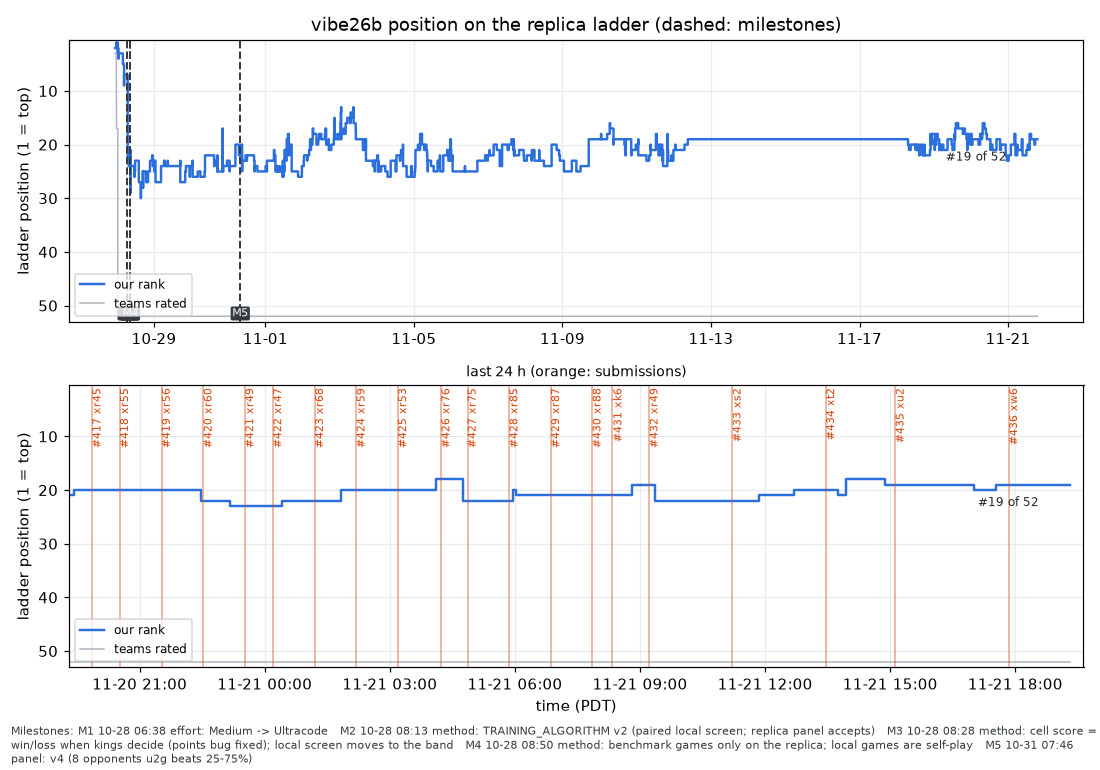 vibe26b position on the replica ladder (dashed: milestones)
ladder position (1 = top)
10
20
30
40
50
#19 of 52
our rank
teams rated
M4
M5
10-29
11-01
11-05
11-09
11-13
11-17
11-21
last 24 h (orange: submissions)
ladder position (1 = top)
10
20
30
40
50
#417 xr45
#418 xr55
#419 xr56
#420 xr60
#421 xr49
#422 xr47
#423 xr68
#424 xr59
#425 xr53
#426 xr76
#427 xr75
#428 xr85
#429 xr87
#430 xr88
#431 xk6
#432 xr49
#433 xs2
#434 xt2
#435 xu2
#436 xw6
#19 of 52
our rank
teams rated
11-20 21:00
11-21 00:00
11-21 03:00
11-21 06:00
11-21 09:00
11-21 12:00
11-21 15:00
11-21 18:00
time (PDT)
Milestones: M1 10-28 06:38 effort: Medium -> Ultracode M2 10-28 08:13 method: TRAINING_ALGORITHM v2 (paired local screen; replica panel accepts) M3 10-28 08:28 method: cell score =
win/loss when kings decide (points bug fixed); local screen moves to the band M4 10-28 08:50 method: benchmark games only on the replica; local games are self-play M5 10-31 07:46
panel: v4 (8 opponents u2g beats 25-75%)